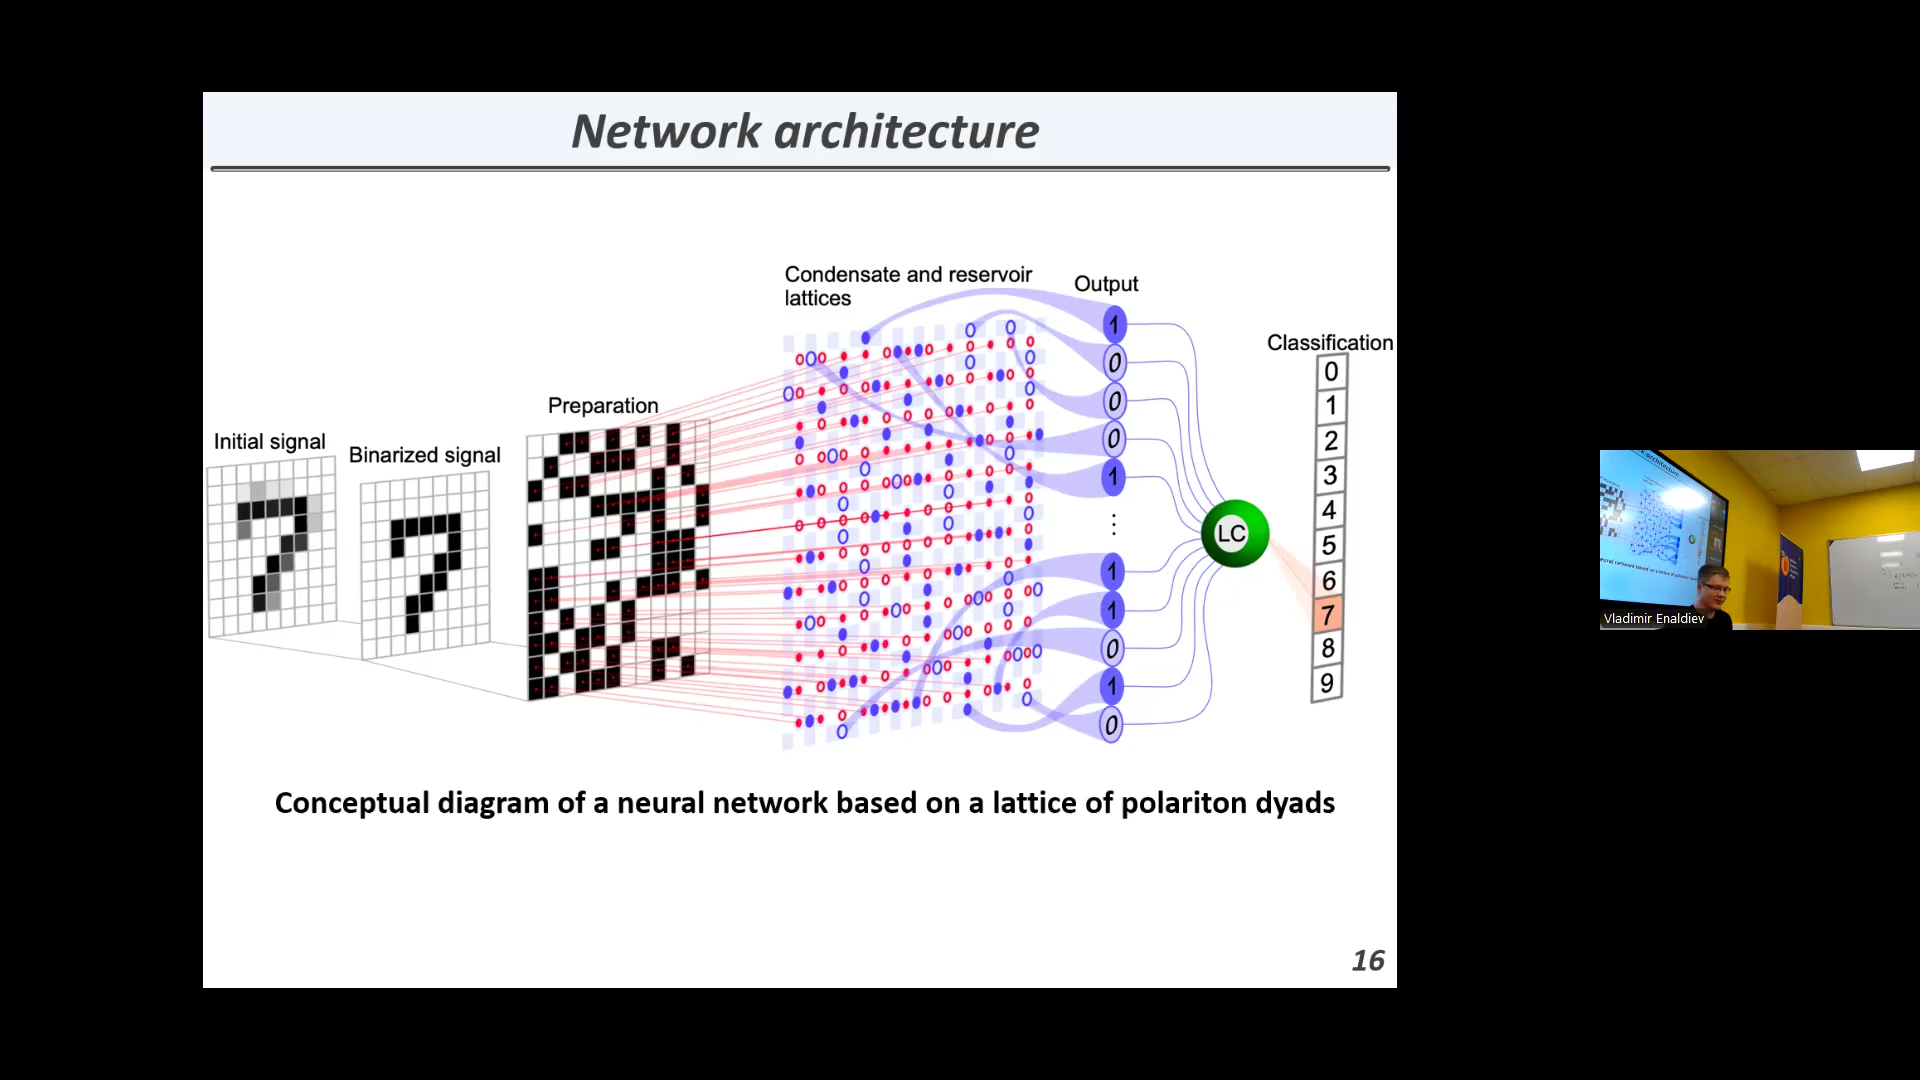 Network architecture
Condensate and reservoir
lattices
Output
Classification
Preparation
Initial signal
Binarized signal
1
0
0
0
1
⋮
1
1
0
1
0
LC
0
1
2
3
4
5
6
7
8
9
Conceptual diagram of a neural network based on a lattice of polariton dyads
16
Vladimir Enaldiev